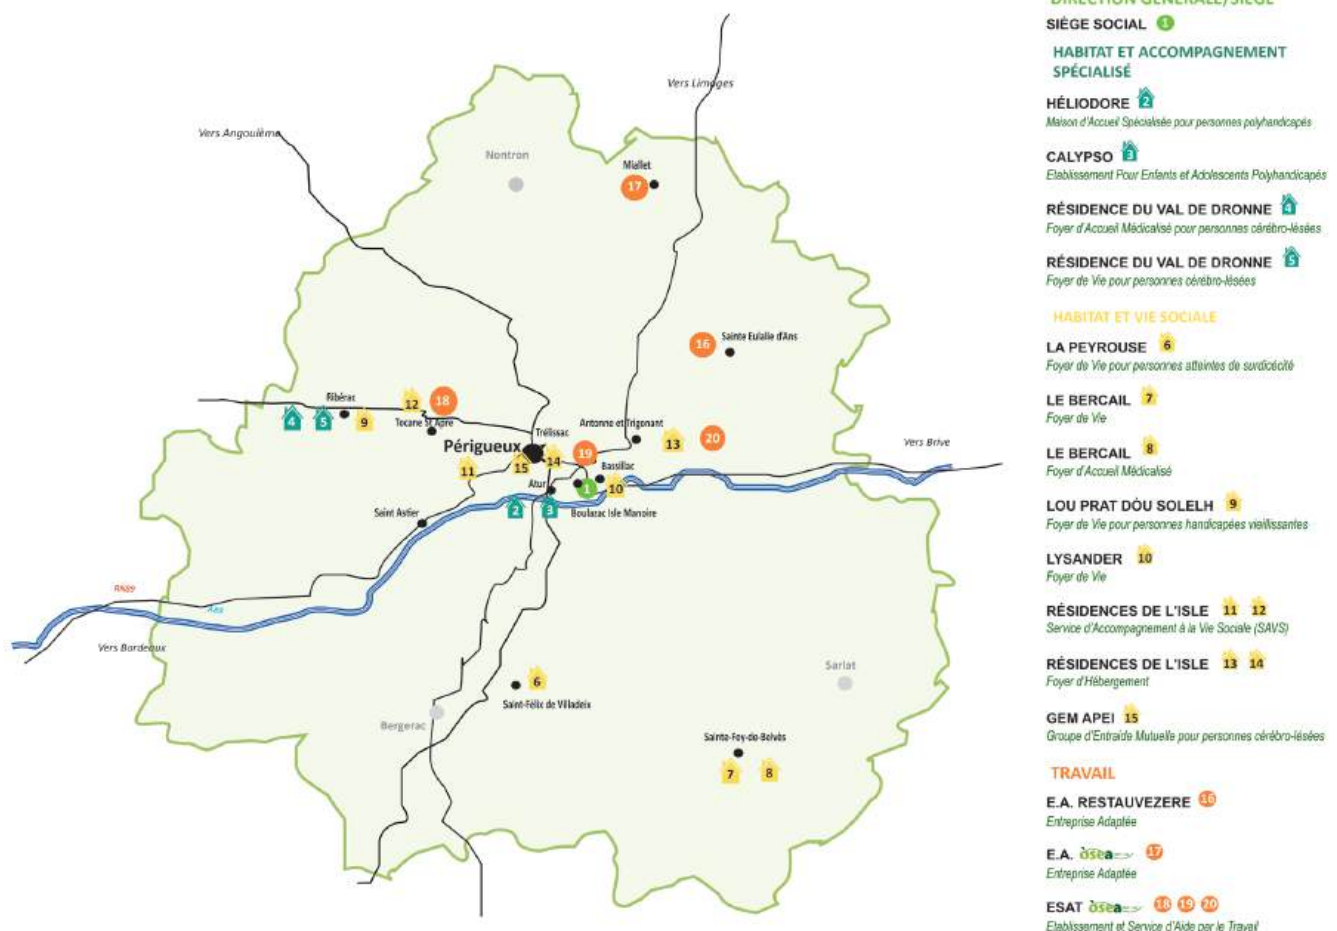 Vers Limoges
Vers Angoulême
Nontron
Miallet
17
16
Sainte Eulalie d'Ans
Ribérac
12
18
4
5
9
Tocane St Apre
Trélissac
Antonne et Trigonant
13
20
Périgueux
19
Vers Brive
11
15
14
Bassillac
Atur
1
10
2
3
Boulazac Isle Manoire
Saint Astier
RN89
A89
Vers Bordeaux
6
Saint-Félix de Villadeix
Sarlat
Bergerac
Sainte-Foy-de-Belvès
7
8
DIRECTION GÉNÉRALE/SIÈGE
SIÉGE SOCIAL 1
HABITAT ET ACCOMPAGNEMENT
SPÉCIALISÉ
HÉLIODORE 2
Maison d'Accueil Spécialisée pour personnes polyhandicapés
CALYPSO 3
Etablissement Pour Enfants et Adolescents Polyhandicapés
RÉSIDENCE DU VAL DE DRONNE 4
Foyer d'Accueil Médicalisé pour personnes cérébro-lésées
RÉSIDENCE DU VAL DE DRONNE 5
Foyer de Vie pour personnes cérébro-lésées
HABITAT ET VIE SOCIALE
LA PEYROUSE 6
Foyer de Vie pour personnes atteintes de surdicécité
LE BERCAIL 7
Foyer de Vie
LE BERCAIL 8
Foyer d'Accueil Médicalisé
LOU PRAT DÓU SOLELH 9
Foyer de Vie pour personnes handicapées vieillissantes
LYSANDER 10
Foyer de Vie
RÉSIDENCES DE L'ISLE 11 12
Service d'Accompagnement à la Vie Sociale (SAVS)
RÉSIDENCES DE L'ISLE 13 14
Foyer d'Hébergement
GEM APEI 15
Groupe d'Entraide Mutuelle pour personnes cérébro-lésées
TRAVAIL
E.A. RESTAUVEZERE 16
Entreprise Adaptée
E.A. òsea 17
Entreprise Adaptée
ESAT òsea 18 19 20
Etablissement et Service d'Aide par le Travail